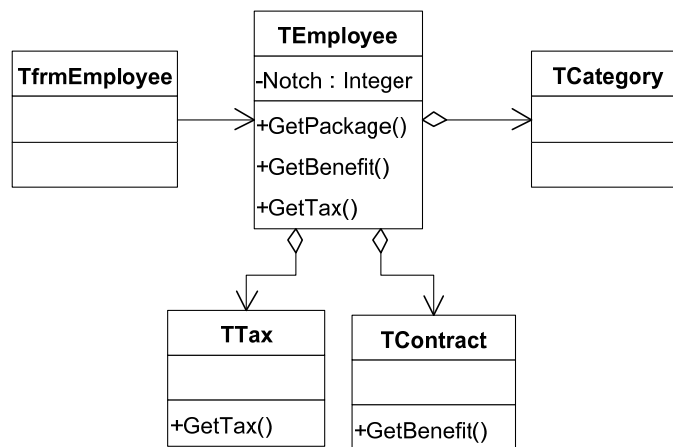 TEmployee
-Notch : Integer
+GetPackage()
+GetBenefit()
+GetTax()
TfrmEmployee
TCategory
TTax
+GetTax()
TContract
+GetBenefit()